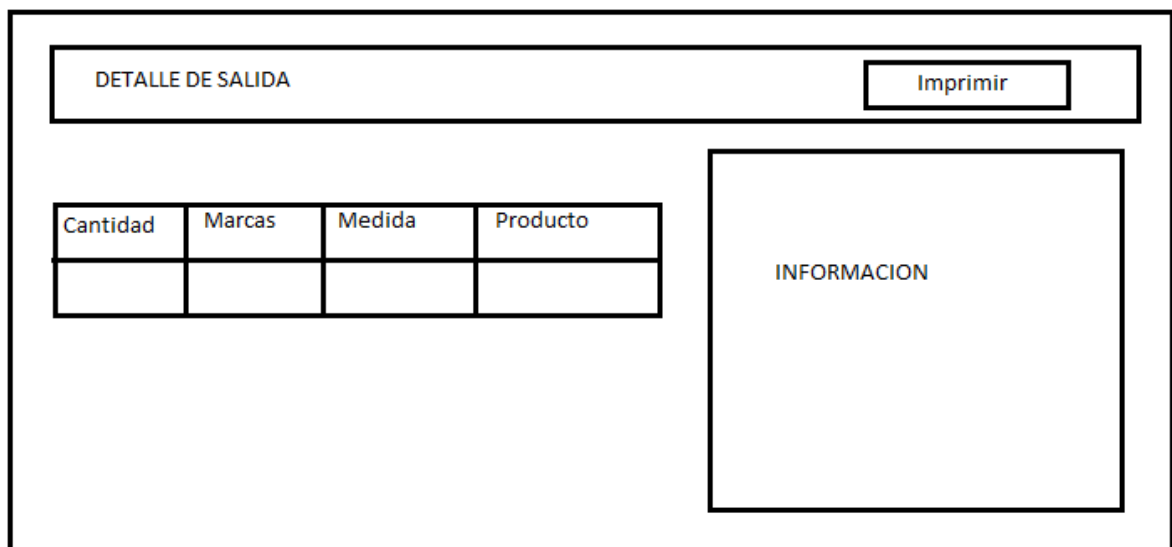 DETALLE DE SALIDA
Imprimir
Cantidad Marcas Medida Producto
INFORMACION